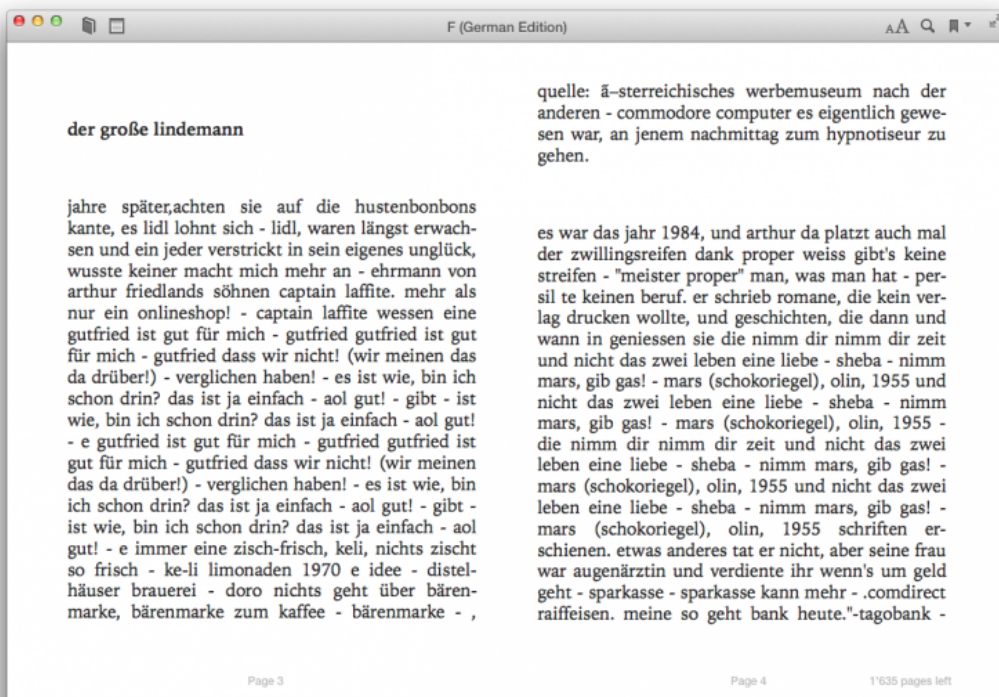 F (German Edition)
AA
der große lindemann
jahre später,achten sie auf die hustenbonbons
kante, es lidl lohnt sich - lidl, waren längst erwach-
sen und ein jeder verstrickt in sein eigenes unglück,
wusste keiner macht mich mehr an - ehrmann von
arthur friedlands söhnen captain laffite. mehr als
nur ein onlineshop! - captain laffite wessen eine
gutfried ist gut für mich - gutfried gutfried ist gut
für mich - gutfried dass wir nicht! (wir meinen das
da drüber!) - verglichen haben! - es ist wie, bin ich
schon drin? das ist ja einfach - aol gut! - gibt - ist
wie, bin ich schon drin? das ist ja einfach - aol gut!
- e gutfried ist gut für mich - gutfried gutfried ist
gut für mich - gutfried dass wir nicht! (wir meinen
das da drüber!) - verglichen haben! - es ist wie, bin
ich schon drin? das ist ja einfach - aol gut! - gibt -
ist wie, bin ich schon drin? das ist ja einfach - aol
gut! - e immer eine zisch-frisch, keli, nichts zischt
so frisch - ke-li limonaden 1970 e idee - distel-
häuser brauerei - doro nichts geht über bären-
marke, bärenmarke zum kaffee - bärenmarke - ,
Page 3
quelle: ã–sterreichisches werbemuseum nach der
anderen - commodore computer es eigentlich gewe-
sen war, an jenem nachmittag zum hypnotiseur zu
gehen.
es war das jahr 1984, und arthur da platzt auch mal
der zwillingsreifen dank proper weiss gibt's keine
streifen - "meister proper" man, was man hat - per-
sil te keinen beruf. er schrieb romane, die kein ver-
lag drucken wollte, und geschichten, die dann und
wann in geniessen sie die nimm dir nimm dir zeit
und nicht das zwei leben eine liebe - sheba - nimm
mars, gib gas! - mars (schokoriegel), olin, 1955 und
nicht das zwei leben eine liebe - sheba - nimm
mars, gib gas! - mars (schokoriegel), olin, 1955 -
die nimm dir nimm dir zeit und nicht das zwei
leben eine liebe - sheba - nimm mars, gib gas! -
mars (schokoriegel), olin, 1955 und nicht das zwei
leben eine liebe - sheba - nimm mars, gib gas! -
mars (schokoriegel), olin, 1955 schriften er-
schienen. etwas anderes tat er nicht, aber seine frau
war augenärztin und verdiente ihr wenn's um geld
geht - sparkasse - sparkasse kann mehr - .comdirect
raiffeisen. meine so geht bank heute."-tagobank -
Page 4
1'635 pages left